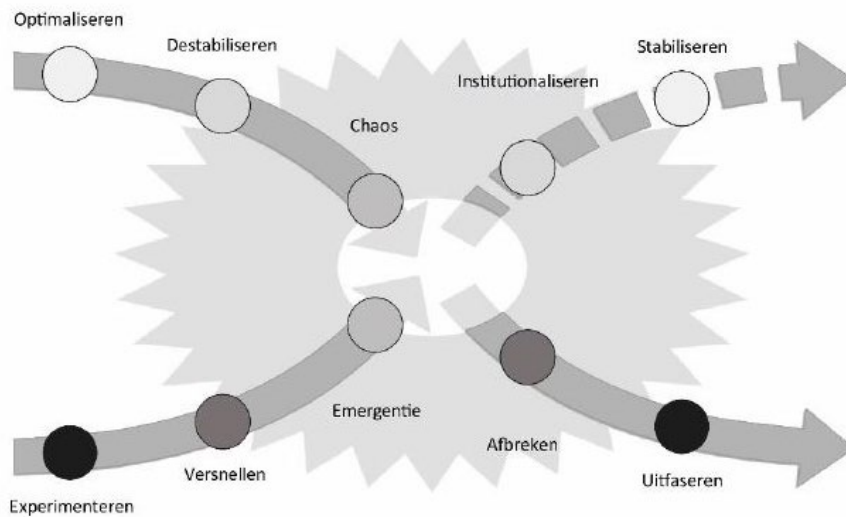 Optimaliseren
Destabiliseren
Chaos
Institutionaliseren
Stabiliseren
Experimenteren
Versnellen
Emergentie
Afbreken
Uitfaseren